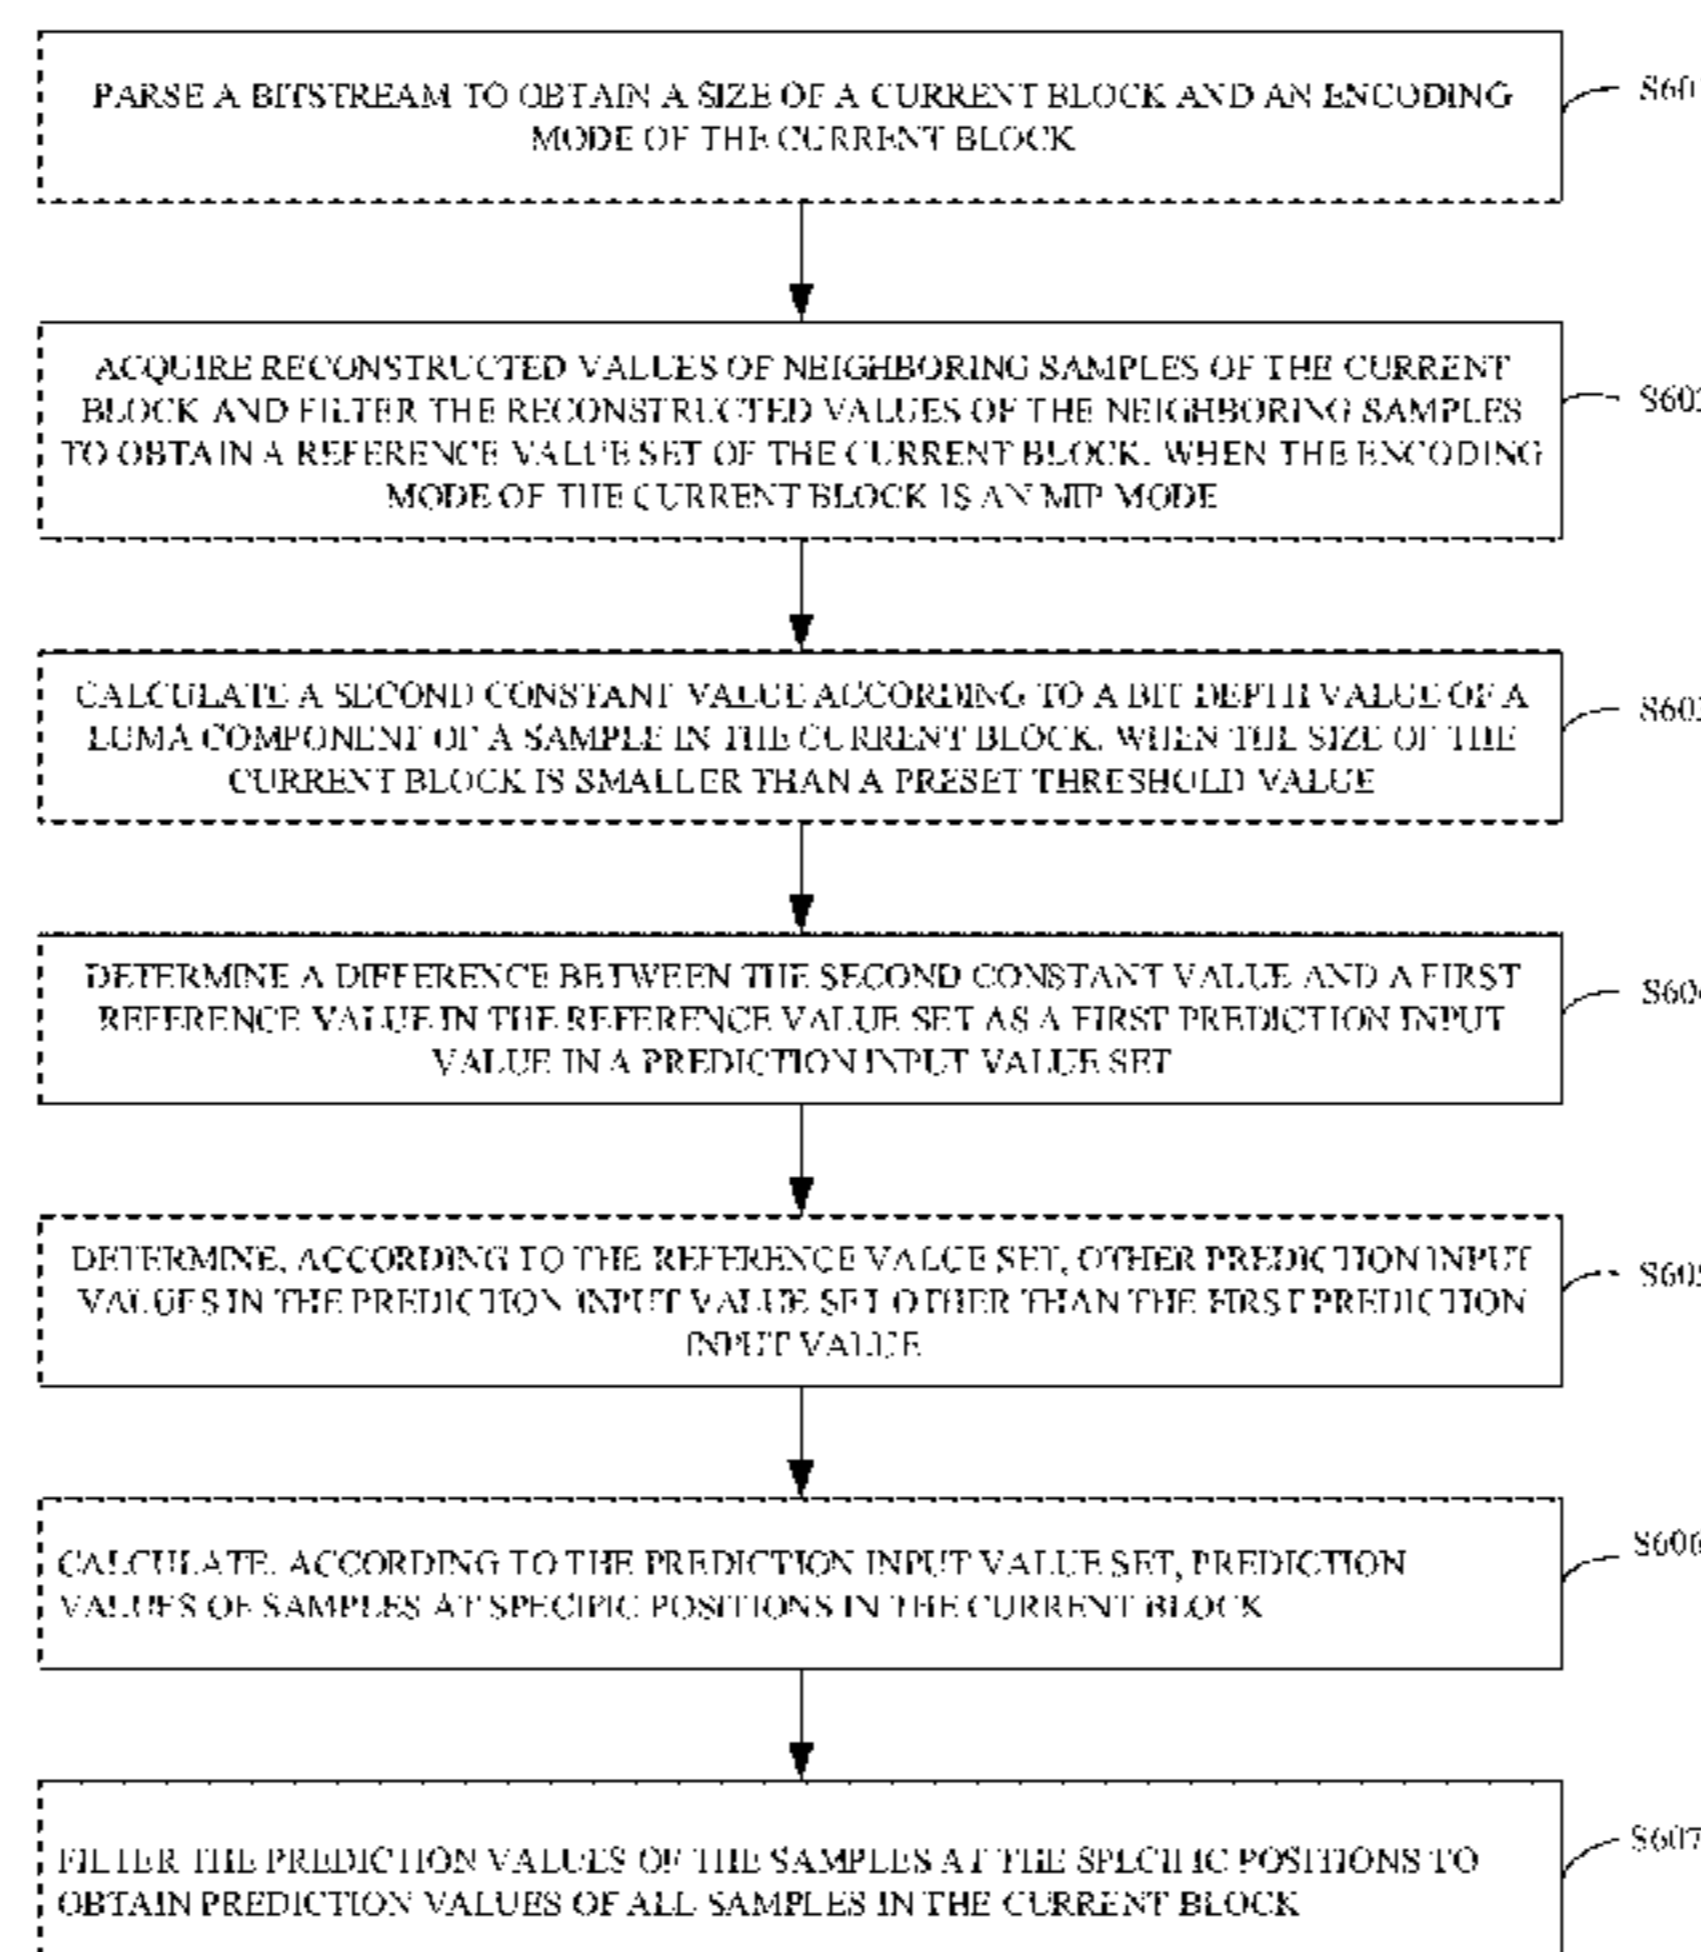 PARSE A BITSTREAM TO OBTAIN A SIZE OF A CURRENT BLOCK AND AN ENCODING
MODE OF THE CURRENT BLOCK
S601
ACQUIRE RECONSTRUCTED VALUES OF NEIGHBORING SAMPLES OF THE CURRENT
BLOCK AND FILTER THE RECONSTRUCTED VALUES OF THE NEIGHBORING SAMPLES
TO OBTAIN A REFERENCE VALUE SET OF THE CURRENT BLOCK, WHEN THE ENCODING
MODE OF THE CURRENT BLOCK IS AN MIP MODE
S602
CALCULATE A SECOND CONSTANT VALUE ACCORDING TO A BIT DEPTH VALUE OF A
LUMA COMPONENT OF A SAMPLE IN THE CURRENT BLOCK, WHEN THE SIZE OF THE
CURRENT BLOCK IS SMALLER THAN A PRESET THRESHOLD VALUE
S603
DETERMINE A DIFFERENCE BETWEEN THE SECOND CONSTANT VALUE AND A FIRST
REFERENCE VALUE IN THE REFERENCE VALUE SET AS A FIRST PREDICTION INPUT
VALUE IN A PREDICTION INPUT VALUE SET
S604
DETERMINE, ACCORDING TO THE REFERENCE VALUE SET, OTHER PREDICTION INPUT
VALUES IN THE PREDICTION INPUT VALUE SET OTHER THAN THE FIRST PREDICTION
INPUT VALUE
S605
CALCULATE, ACCORDING TO THE PREDICTION INPUT VALUE SET, PREDICTION
VALUES OF SAMPLES AT SPECIFIC POSITIONS IN THE CURRENT BLOCK
S606
FILTER THE PREDICTION VALUES OF THE SAMPLES AT THE SPECIFIC POSITIONS TO
OBTAIN PREDICTION VALUES OF ALL SAMPLES IN THE CURRENT BLOCK
S607